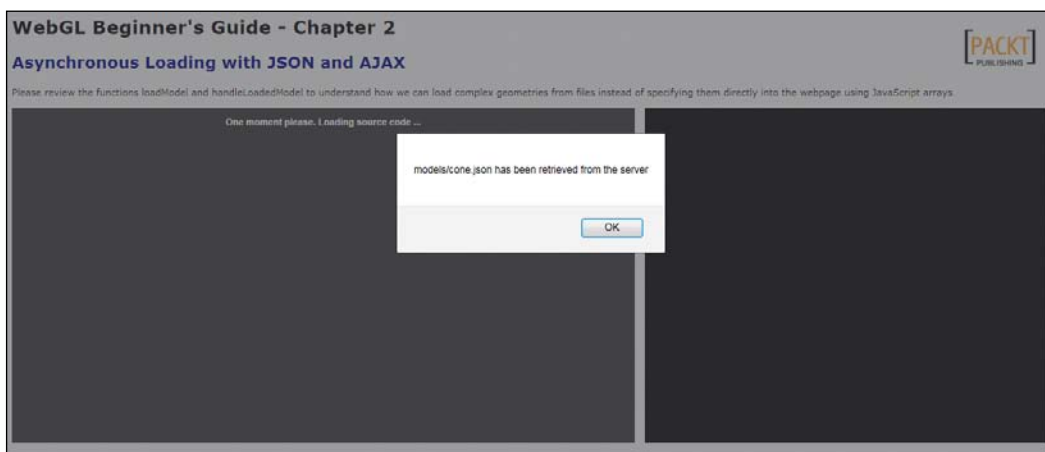 WebGL Beginner's Guide - Chapter 2
[PACKT]
PUBLISHING
Asynchronous Loading with JSON and AJAX
Please review the functions loadModel and handleLoadedModel to understand how we can load complex geometries from files instead of specifying them directly into the webpage using JavaScript arrays
One moment please. Loading source code ...
models/cone.json has been retrieved from the server
OK